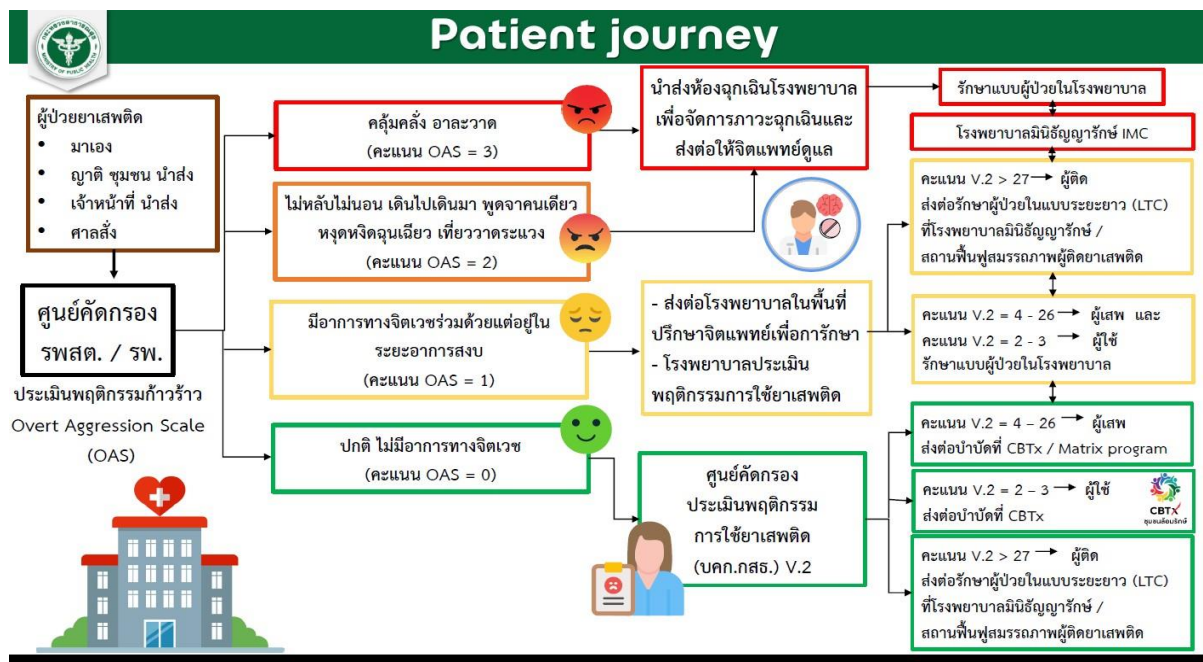 Patient journey
กระทรวงสาธารณสุข
MINISTRY OF PUBLIC HEALTH
ผู้ป่วยยาเสพติด
• มาเอง
• ญาติ ชุมชน นำส่ง
• เจ้าหน้าที่ นำส่ง
• ศาลสั่ง
ศูนย์คัดกรอง
รพสต. / รพ.
ประเมินพฤติกรรมก้าวร้าว
Overt Aggression Scale
(OAS)
คลุ้มคลั่ง อาละวาด
(คะแนน OAS = 3)
ไม่หลับไม่นอน เดินไปเดินมา พูดจาคนเดียว
หงุดหงิดฉุนเฉียว เที่ยววาดระแวง
(คะแนน OAS = 2)
มีอาการทางจิตเวชร่วมด้วยแต่อยู่ใน
ระยะอาการสงบ
(คะแนน OAS = 1)
ปกติ ไม่มีอาการทางจิตเวช
(คะแนน OAS = 0)
นำส่งห้องฉุกเฉินโรงพยาบาล
เพื่อจัดการภาวะฉุกเฉินและ
ส่งต่อให้จิตแพทย์ดูแล
- ส่งต่อโรงพยาบาลในพื้นที่
ปรึกษาจิตแพทย์เพื่อการักษา
- โรงพยาบาลประเมิน
พฤติกรรมการใช้ยาเสพติด
ศูนย์คัดกรอง
ประเมินพฤติกรรม
การใช้ยาเสพติด
(บคก.กสธ.) V.2
รักษาแบบผู้ป่วยในโรงพยาบาล
โรงพยาบาลมินิธัญญารักษ์ IMC
คะแนน V.2 > 27 → ผู้ติด
ส่งต่อรักษาผู้ป่วยในแบบระยะยาว (LTC)
ที่โรงพยาบาลมินิธัญญารักษ์ /
สถานฟื้นฟูสมรรถภาพผู้ติดยาเสพติด
คะแนน V.2 = 4 - 26 → ผู้เสพ และ
คะแนน V.2 = 2 - 3 → ผู้ใช้
รักษาแบบผู้ป่วยในโรงพยาบาล
คะแนน V.2 = 4 – 26 → ผู้เสพ
ส่งต่อบำบัดที่ CBTx / Matrix program
คะแนน V.2 = 2 – 3 → ผู้ใช้
ส่งต่อบำบัดที่ CBTx
CBTX
ชุมชนล้อมรักษ์
คะแนน V.2 > 27 → ผู้ติด
ส่งต่อรักษาผู้ป่วยในแบบระยะยาว (LTC)
ที่โรงพยาบาลมินิธัญญารักษ์ /
สถานฟื้นฟูสมรรถภาพผู้ติดยาเสพติด